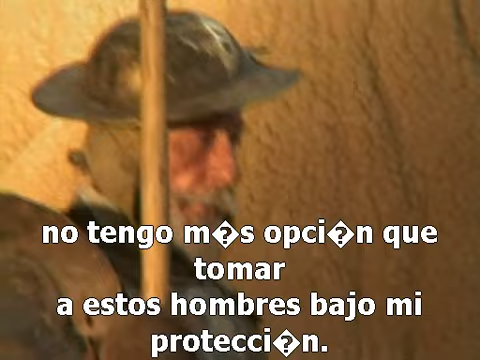 no tengo m�s opci�n que
tomar
a estos hombres bajo mi
protecci�n.